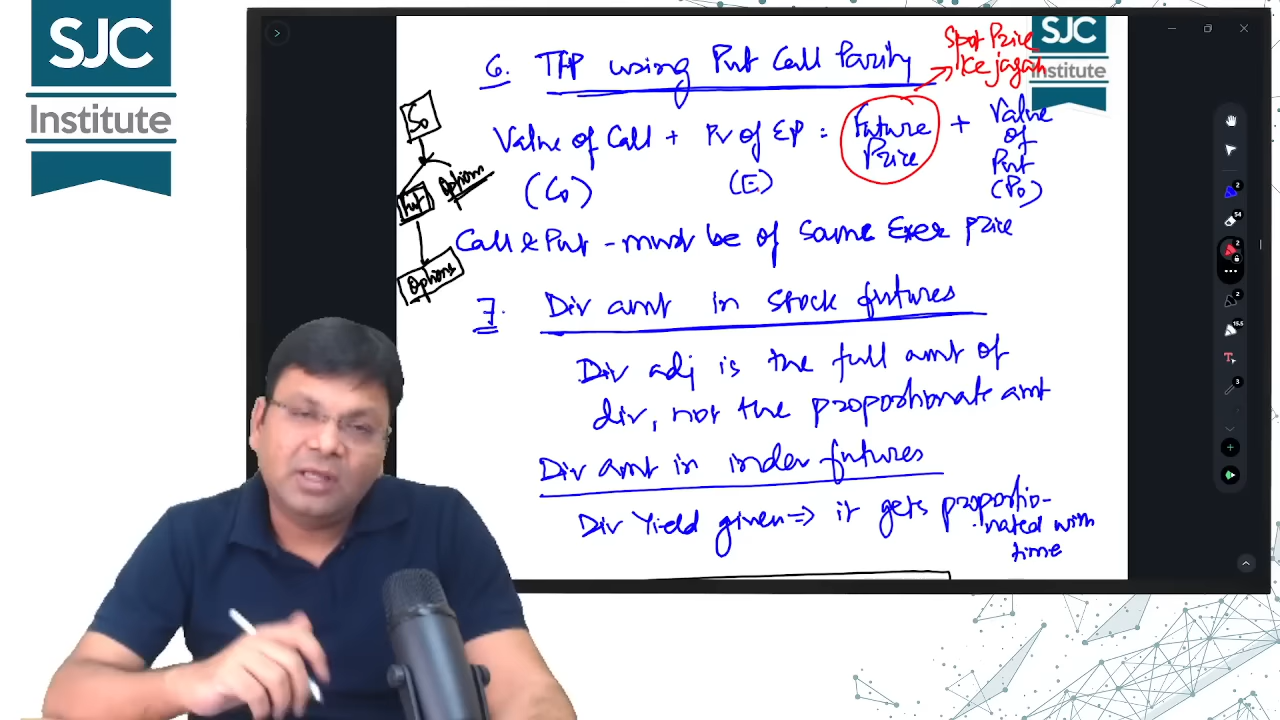 SJC
Institute
SJC
Institute
6. TFP using Put Call Parity
Spot Price
ke jagah
Value of Call + PV of EP = Future Price + Value of Put
(C0) (E) (P0)
S0
Fut
Options
Options
Call & Put - must be of same Exer price
7. Div amt in stock futures
Div adj is the full amt of
div, not the proportionate amt
Div amt in index futures
Div Yield given => it gets proportio-
nated with
time
SJC
Institute